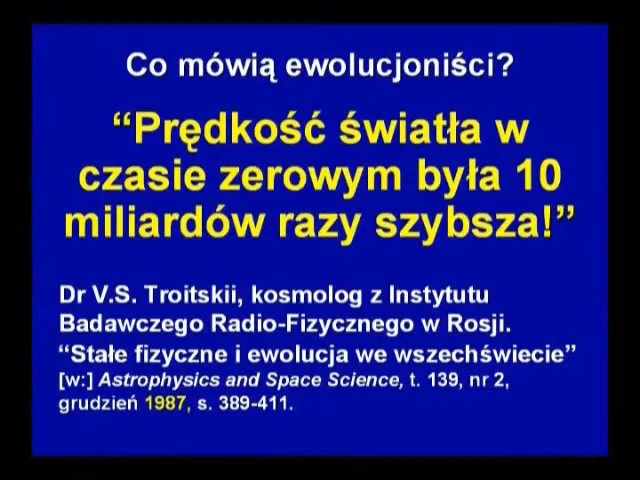 Co mówią ewolucjoniści?
“Prędkość światła w
czasie zerowym była 10
miliardów razy szybsza!”
Dr V.S. Troitskii, kosmolog z Instytutu
Badawczego Radio-Fizycznego w Rosji.
“Stałe fizyczne i ewolucja we wszechświecie”
[w:] Astrophysics and Space Science, t. 139, nr 2,
grudzień 1987, s. 389-411.